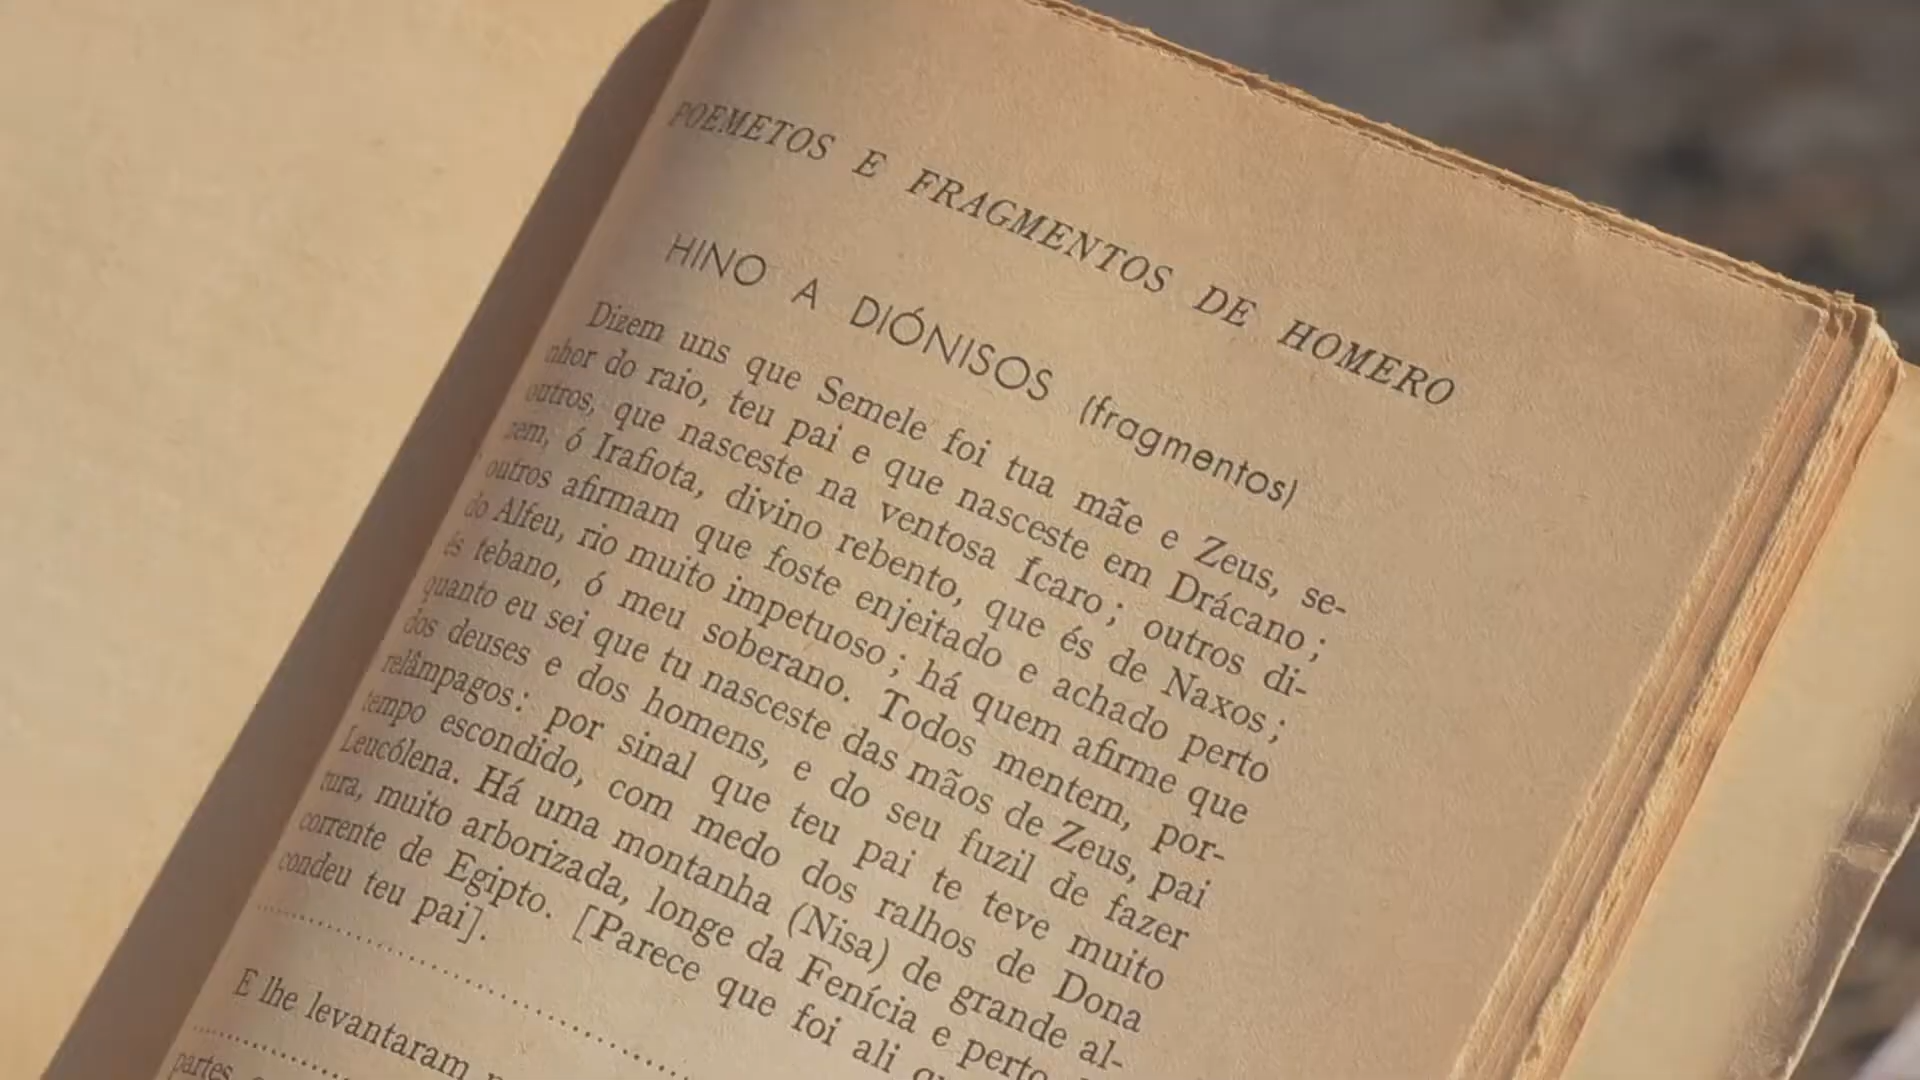 POEMETOS E FRAGMENTOS DE HOMERO
HINO A DIÓNISOS (fragmentos)
Dizem uns que Semele foi tua mãe e Zeus, se-
nhor do raio, teu pai e que nasceste em Drácano;
outros, que nasceste na ventosa Ícaro; outros di-
zem, ó Irafiota, divino rebento, que és de Naxos;
outros afirmam que foste enjeitado e achado perto
do Alfeu, rio muito impetuoso; há quem afirme que
és tebano, ó meu soberano. Todos mentem, por-
quanto eu sei que tu nasceste das mãos de Zeus, pai
dos deuses e dos homens, e do seu fuzil de fazer
relâmpagos: por sinal que teu pai te teve muito
tempo escondido, com medo dos ralhos de Dona
Leucólena. Há uma montanha (Nisa) de grande al-
tura, muito arborizada, longe da Fenícia e perto
corrente de Egipto. [Parece que foi ali
condeu teu pai].
E lhe levantaram
partes